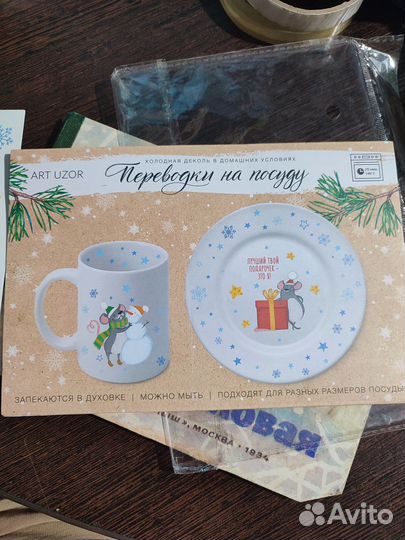 ART UZOR
ХОЛОДНАЯ ДЕКОЛЬ В ДОМАШНИХ УСЛОВИЯХ
Переводки на посуду
ЛУЧШИЙ ТВОЙ
ПОДАРОЧЕК –
ЭТО Я!
ЗАПЕКАЮТСЯ В ДУХОВКЕ | МОЖНО МЫТЬ | ПОДХОДЯТ ДЛЯ РАЗНЫХ РАЗМЕРОВ ПОСУДЫ
МОСКВА • 1934
Avito